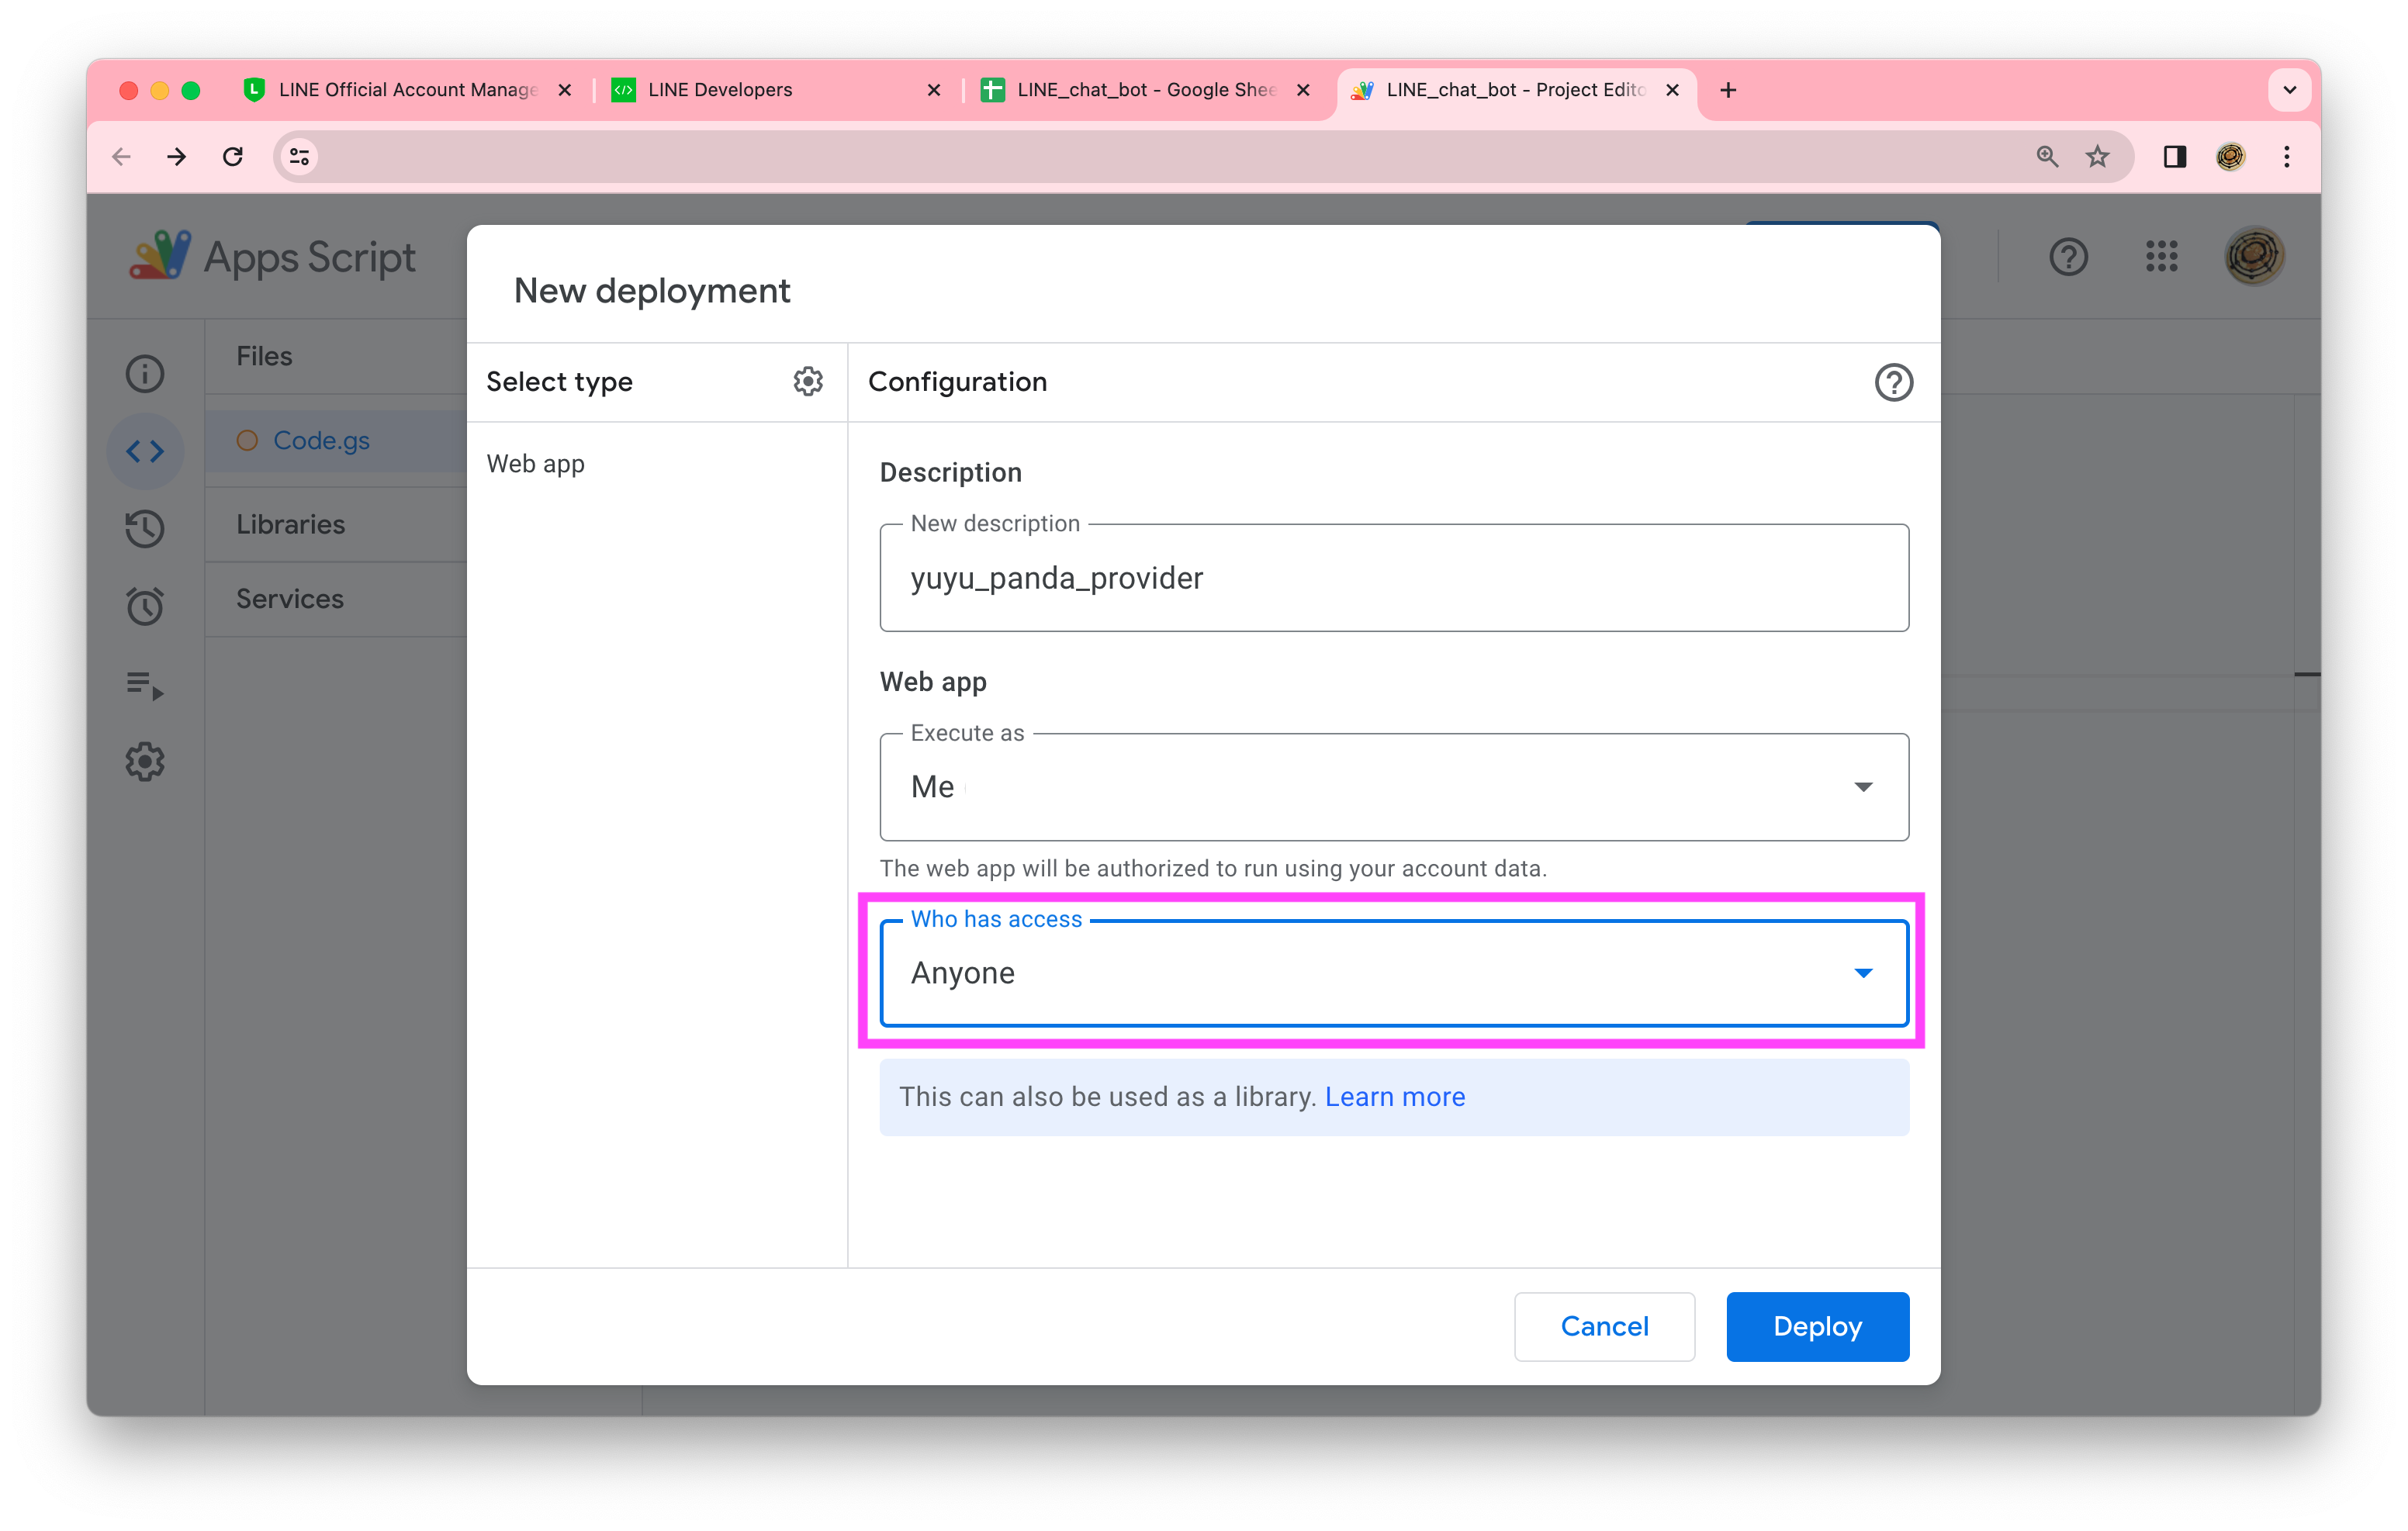 LINE Official Account Manage
LINE Developers
LINE_chat_bot - Google Shee
LINE_chat_bot - Project Edito
Apps Script
New deployment
Files
Select type
Configuration
Code.gs
Web app
Description
Libraries
New description
yuyu_panda_provider
Services
Web app
Execute as
Me
The web app will be authorized to run using your account data.
Who has access
Anyone
This can also be used as a library. Learn more
Cancel
Deploy